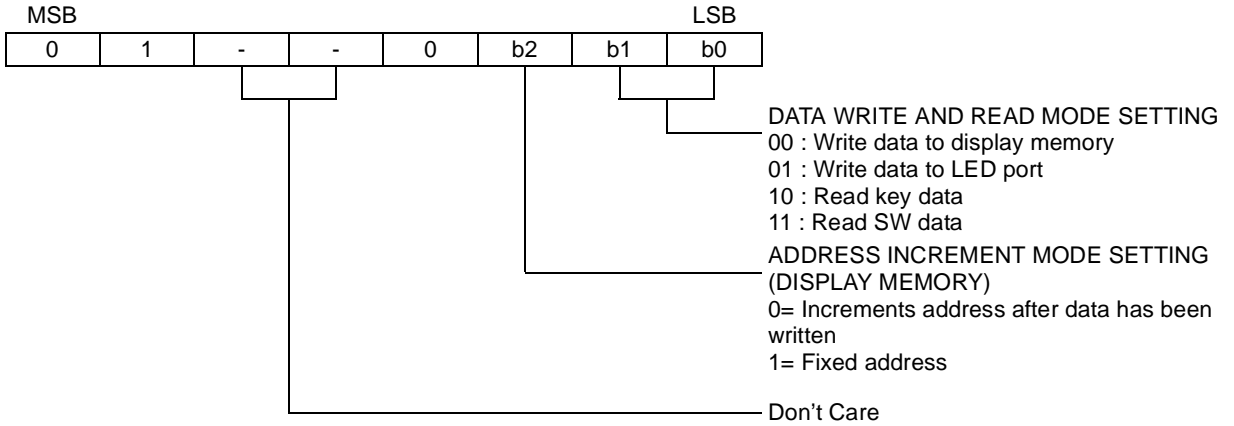 MSB LSB
0 1 - - 0 b2 b1 b0
DATA WRITE AND READ MODE SETTING
00 : Write data to display memory
01 : Write data to LED port
10 : Read key data
11 : Read SW data
ADDRESS INCREMENT MODE SETTING
(DISPLAY MEMORY)
0= Increments address after data has been
written
1= Fixed address
Don't Care